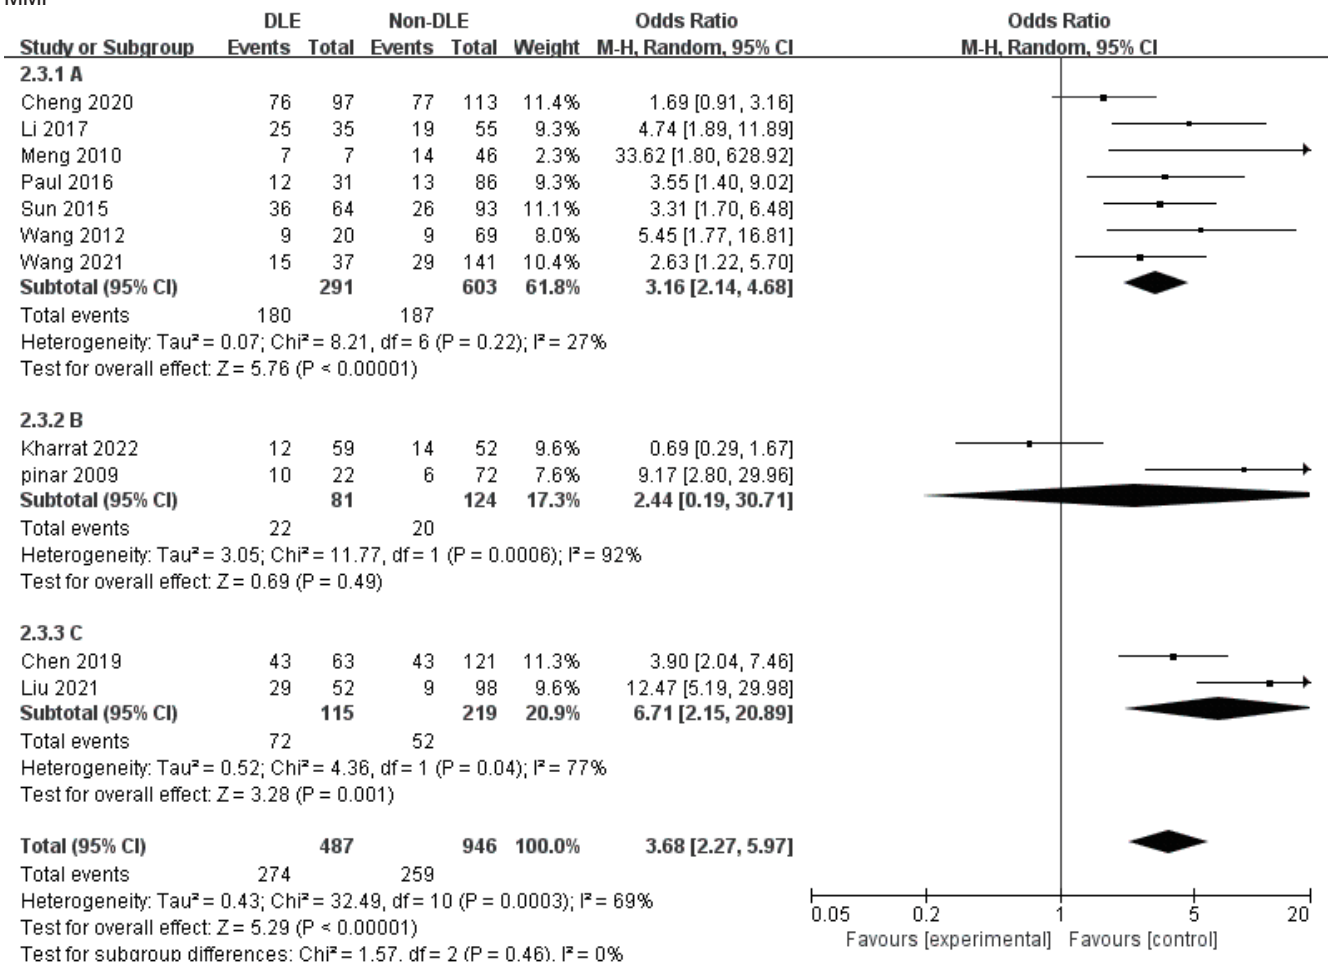 DLE Non-DLE Odds Ratio Odds Ratio
Study or Subgroup Events Total Events Total Weight M-H, Random, 95% CI M-H, Random, 95% CI
2.3.1 A
Cheng 2020 76 97 77 113 11.4% 1.69 [0.91, 3.16]
Li 2017 25 35 19 55 9.3% 4.74 [1.89, 11.89]
Meng 2010 7 7 14 46 2.3% 33.62 [1.80, 628.92]
Paul 2016 12 31 13 86 9.3% 3.55 [1.40, 9.02]
Sun 2015 36 64 26 93 11.1% 3.31 [1.70, 6.48]
Wang 2012 9 20 9 69 8.0% 5.45 [1.77, 16.81]
Wang 2021 15 37 29 141 10.4% 2.63 [1.22, 5.70]
Subtotal (95% CI) 291 603 61.8% 3.16 [2.14, 4.68]
Total events 180 187
Heterogeneity: Tau² = 0.07; Chi² = 8.21, df = 6 (P = 0.22); I² = 27%
Test for overall effect: Z = 5.76 (P < 0.00001)
2.3.2 B
Kharrat 2022 12 59 14 52 9.6% 0.69 [0.29, 1.67]
pinar 2009 10 22 6 72 7.6% 9.17 [2.80, 29.96]
Subtotal (95% CI) 81 124 17.3% 2.44 [0.19, 30.71]
Total events 22 20
Heterogeneity: Tau² = 3.05; Chi² = 11.77, df = 1 (P = 0.0006); I² = 92%
Test for overall effect: Z = 0.69 (P = 0.49)
2.3.3 C
Chen 2019 43 63 43 121 11.3% 3.90 [2.04, 7.46]
Liu 2021 29 52 9 98 9.6% 12.47 [5.19, 29.98]
Subtotal (95% CI) 115 219 20.9% 6.71 [2.15, 20.89]
Total events 72 52
Heterogeneity: Tau² = 0.52; Chi² = 4.36, df = 1 (P = 0.04); I² = 77%
Test for overall effect: Z = 3.28 (P = 0.001)
Total (95% CI) 487 946 100.0% 3.68 [2.27, 5.97]
Total events 274 259
Heterogeneity: Tau² = 0.43; Chi² = 32.49, df = 10 (P = 0.0003); I² = 69%
Test for overall effect: Z = 5.29 (P < 0.00001)
Test for subgroup differences: Chi² = 1.57, df = 2 (P = 0.46), I² = 0%
0.05 0.2 1 5 20
Favours [experimental] Favours [control]